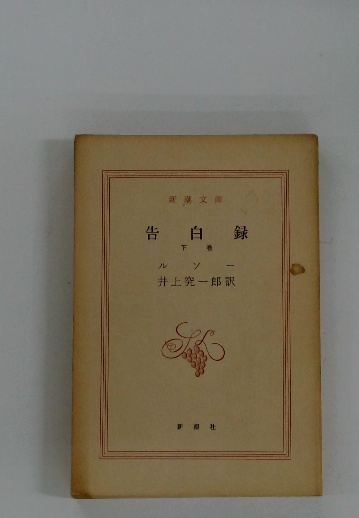 新潮文庫
告白録
下巻
ルソー
井上究一郎訳
新潮社